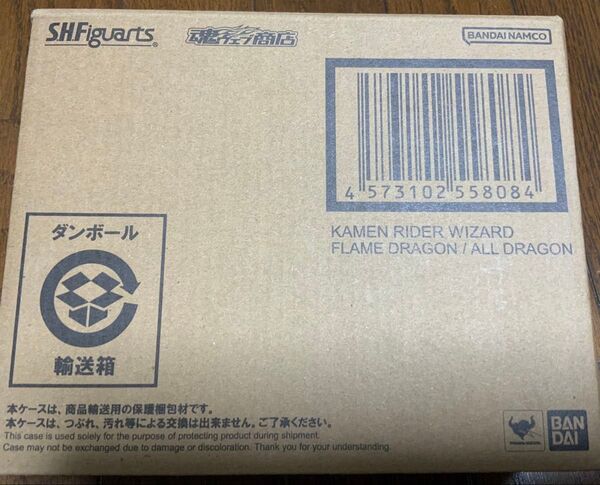 S.H.Figuarts
魂ウェブ商店
BANDAI NAMCO
4 573102 558084
KAMEN RIDER WIZARD
FLAME DRAGON / ALL DRAGON
ダンボール
輸送箱
本ケースは、商品輸送用の保護梱包材です。
本ケースは、つぶれ、汚れ等による交換は出来ません。ご了承ください。
This case is used solely for the purpose of protecting product during shipment.
Case may not be exchanged due to damage or discoloration. Thank you for your understanding.
BAN
DAI